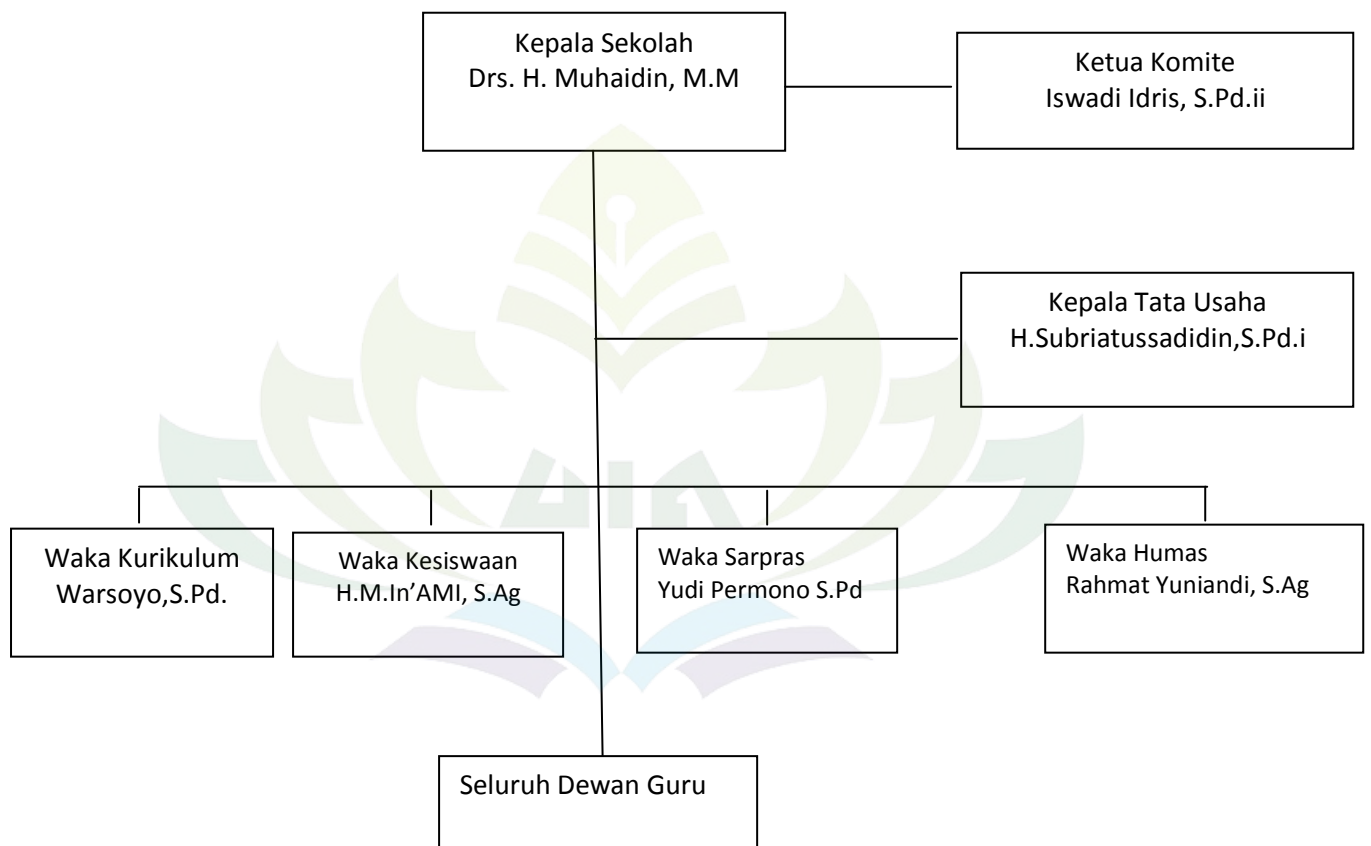 Kepala Sekolah
Drs. H. Muhaidin, M.M
Ketua Komite
Iswadi Idris, S.Pd.ii
Kepala Tata Usaha
H.Subriatussadidin,S.Pd.i
Waka Kurikulum
Warsoyo,S.Pd.
Waka Kesiswaan
H.M.In’AMI, S.Ag
Waka Sarpras
Yudi Permono S.Pd
Waka Humas
Rahmat Yuniandi, S.Ag
Seluruh Dewan Guru